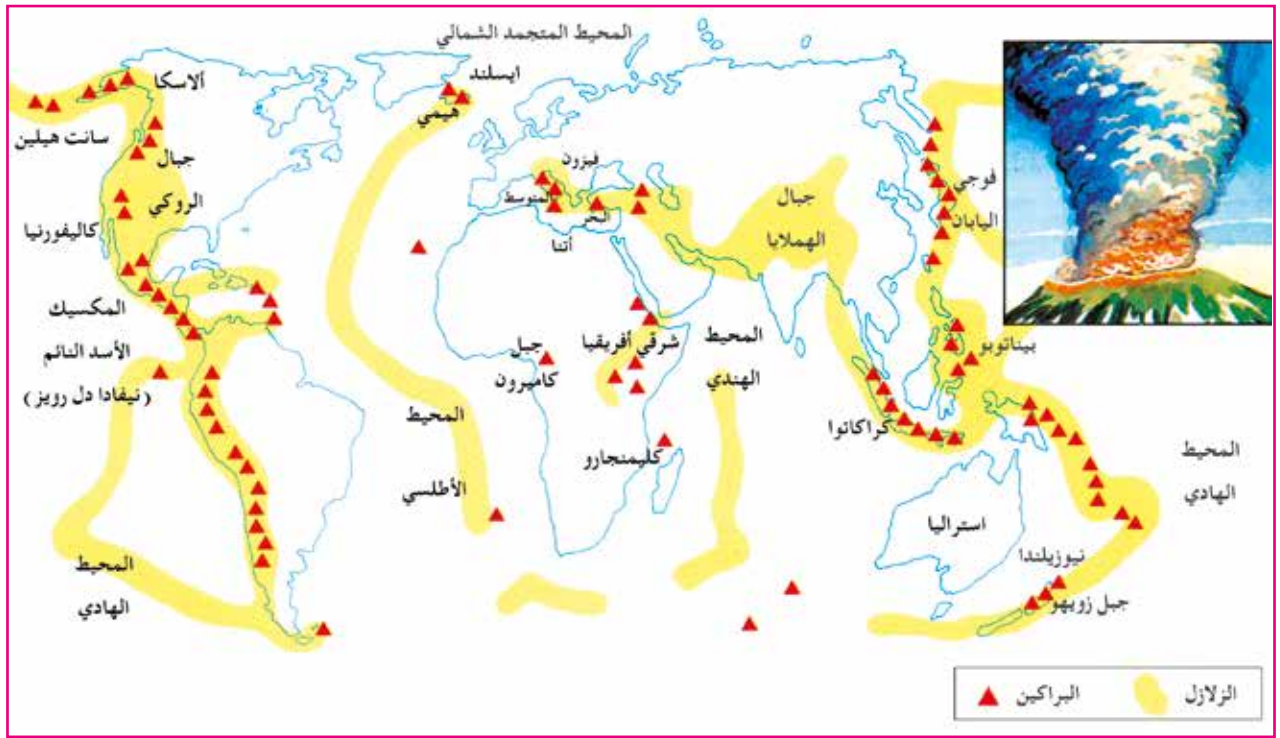 المحيط المتجمد الشمالي
ألاسكا
ايسلند
هيمي
سانت هيلين
جبال
الروكي
كاليفورنيا
فيزون
المتوسط
البحر
أتنا
جبال
الهملايا
فوجي
اليابان
المكسيك
الأسد النائم
(نيفادا دل رويز)
جبل
كاميرون
شرقي أفريقيا
المحيط
الهندي
بيناتوبو
كراكاتوا
كليمنجارو
المحيط
الأطلسي
المحيط
الهادي
استراليا
نيوزيلندا
جبل زويهو
المحيط
الهادي
الزلازل
البراكين